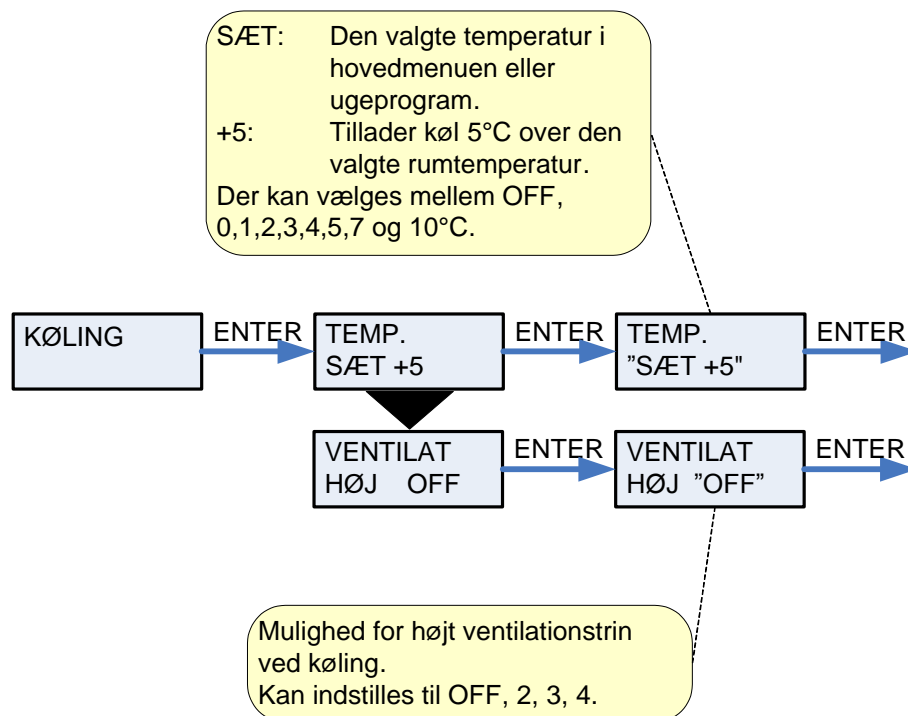 SÆT: Den valgte temperatur i
hovedmenuen eller
ugeprogram.
+5: Tillader køl 5°C over den
valgte rumtemperatur.
Der kan vælges mellem OFF,
0,1,2,3,4,5,7 og 10°C.
KØLING
ENTER
TEMP.
SÆT +5
ENTER
TEMP.
”SÆT +5"
ENTER
VENTILAT
HØJ OFF
ENTER
VENTILAT
HØJ ”OFF”
ENTER
Mulighed for højt ventilationstrin
ved køling.
Kan indstilles til OFF, 2, 3, 4.